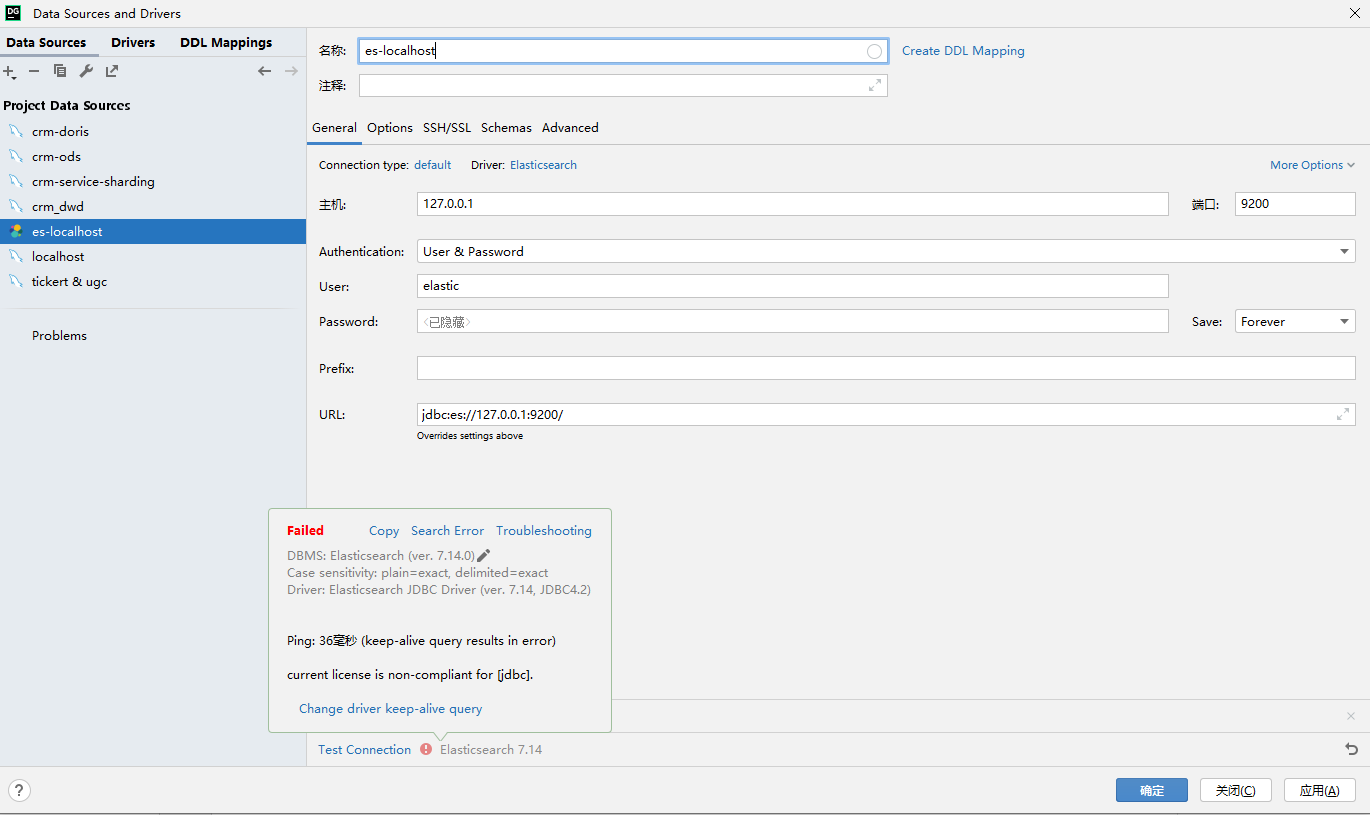 DG Data Sources and Drivers
Data Sources Drivers DDL Mappings
Project Data Sources
crm-doris
crm-ods
crm-service-sharding
crm_dwd
es-localhost
localhost
tickert & ugc
Problems
名称: es-localhost Create DDL Mapping
注释:
General Options SSH/SSL Schemas Advanced
Connection type: default Driver: Elasticsearch More Options
主机: 127.0.0.1 端口: 9200
Authentication: User & Password
User: elastic
Password: <已隐藏> Save: Forever
Prefix:
URL: jdbc:es://127.0.0.1:9200/
Overrides settings above
Failed Copy Search Error Troubleshooting
DBMS: Elasticsearch (ver. 7.14.0)
Case sensitivity: plain=exact, delimited=exact
Driver: Elasticsearch JDBC Driver (ver. 7.14, JDBC4.2)
Ping: 36毫秒 (keep-alive query results in error)
current license is non-compliant for [jdbc].
Change driver keep-alive query
Test Connection Elasticsearch 7.14
? 确定 关闭(C) 应用(A)